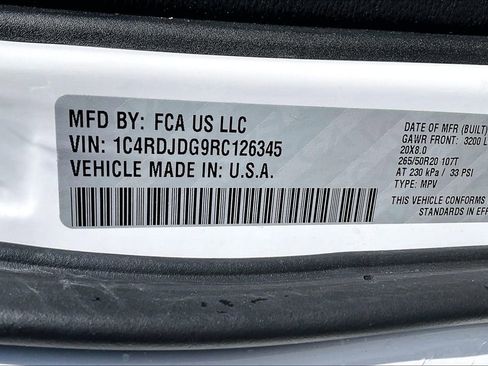 MFD BY: FCA US LLC
VIN: 1C4RDJDG9RC126345
VEHICLE MADE IN: U.S.A.
DATE OF MFR (BUILT)
GAWR FRONT: 3200 L
20X8.0
265/50R20 107T
AT 230 kPa / 33 PSI
TYPE: MPV
THIS VEHICLE CONFORMS
STANDARDS IN EFF